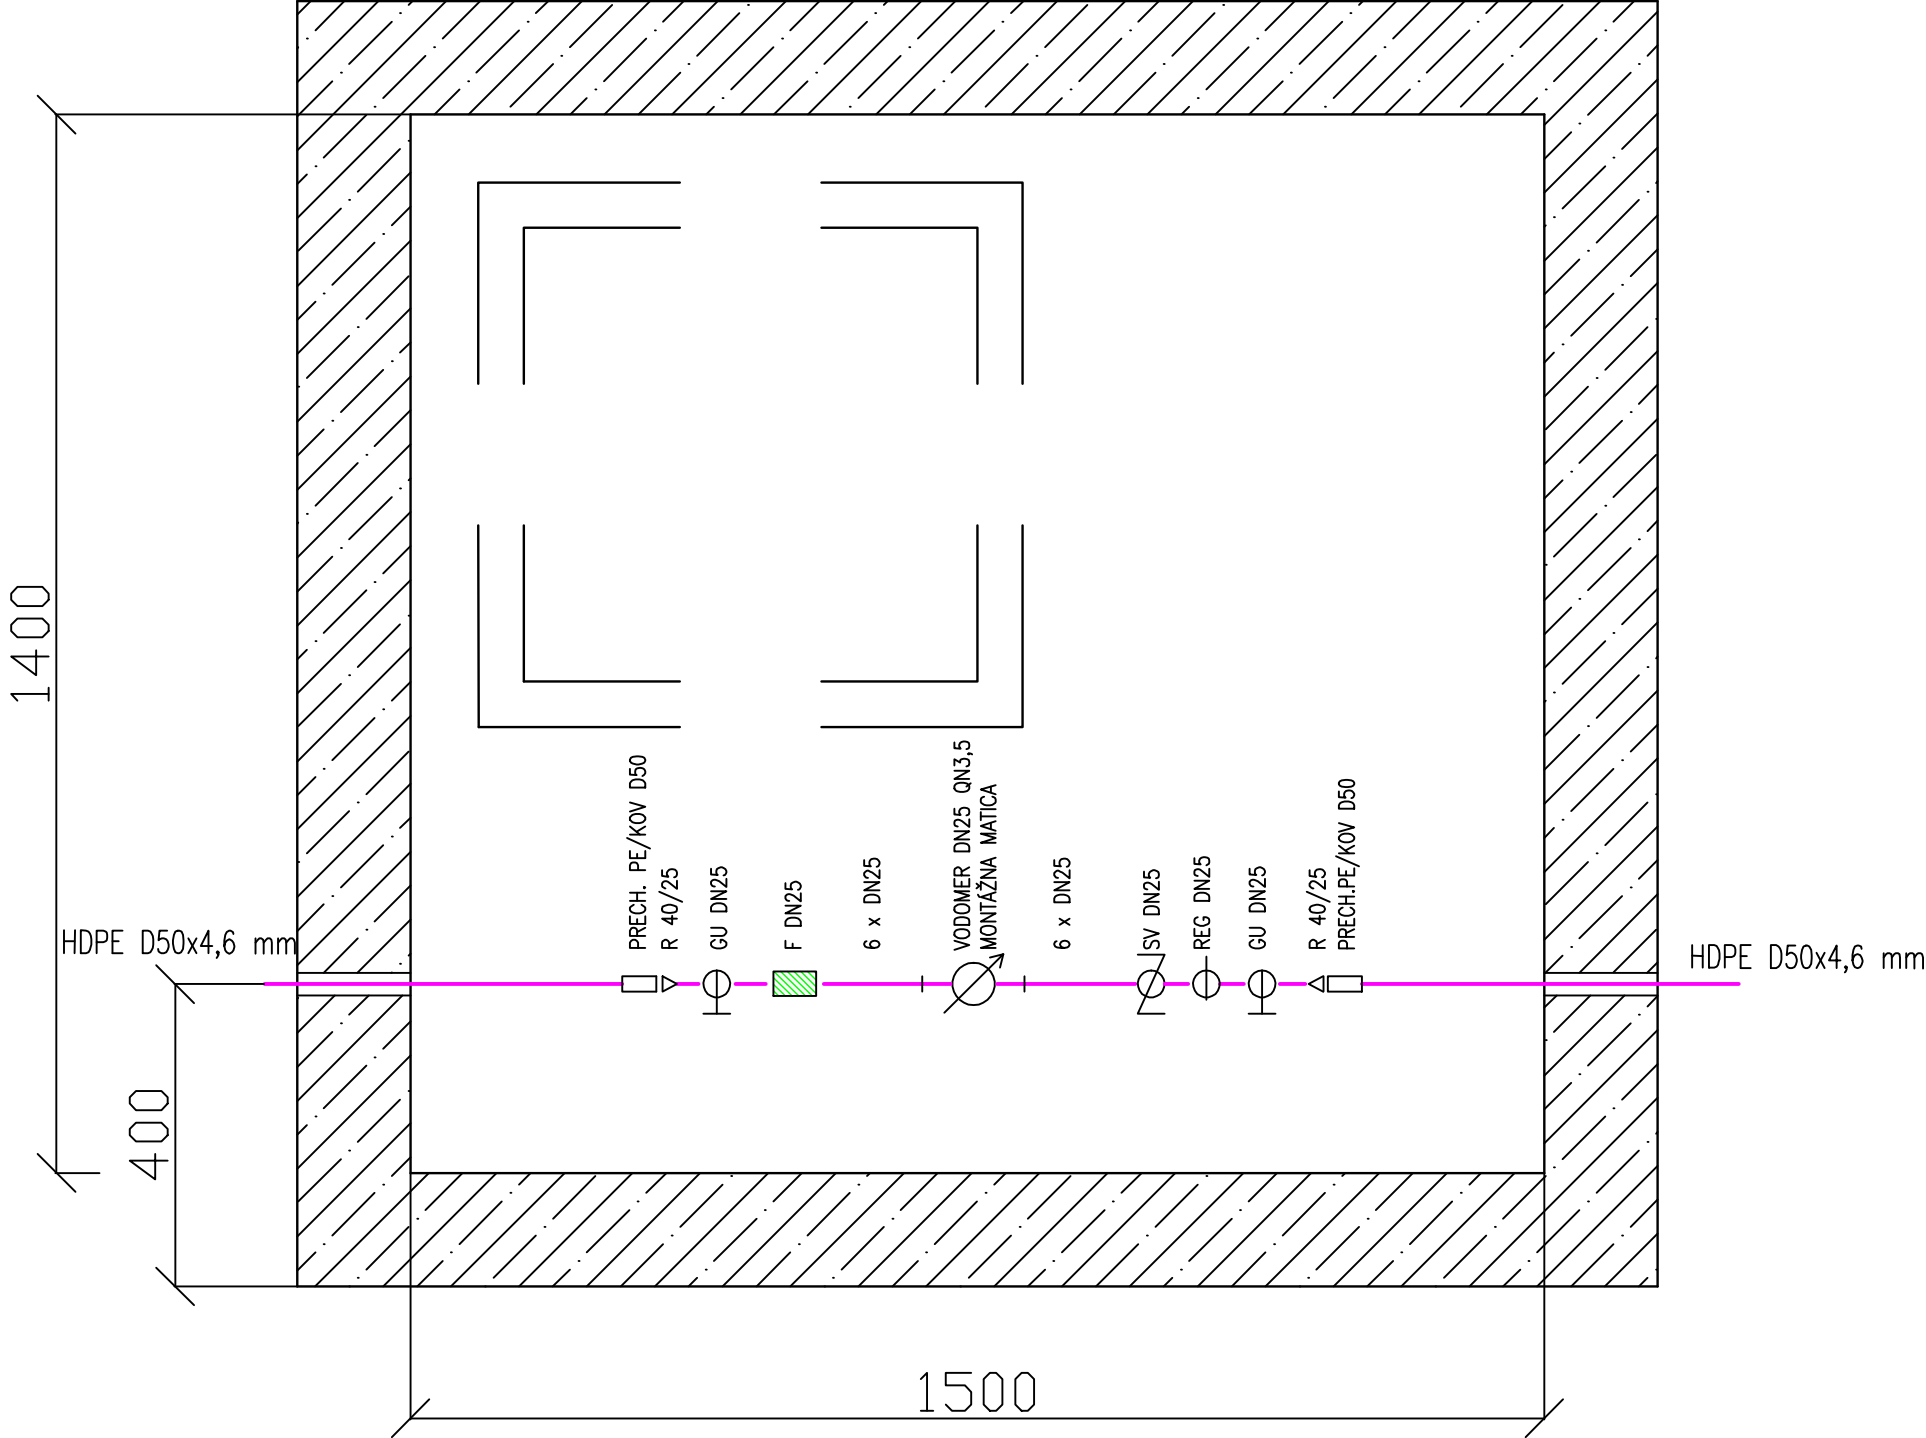 1400
400
HDPE D50x4,6 mm
PRECH. PE/KOV D50
R 40/25
GU DN25
F DN25
6 x DN25
VODOMER DN25 QN3,5
MONTÁŽNA MATICA
6 x DN25
SV DN25
REG DN25
GU DN25
R 40/25
PRECH.PE/KOV D50
HDPE D50x4,6 mm
1500